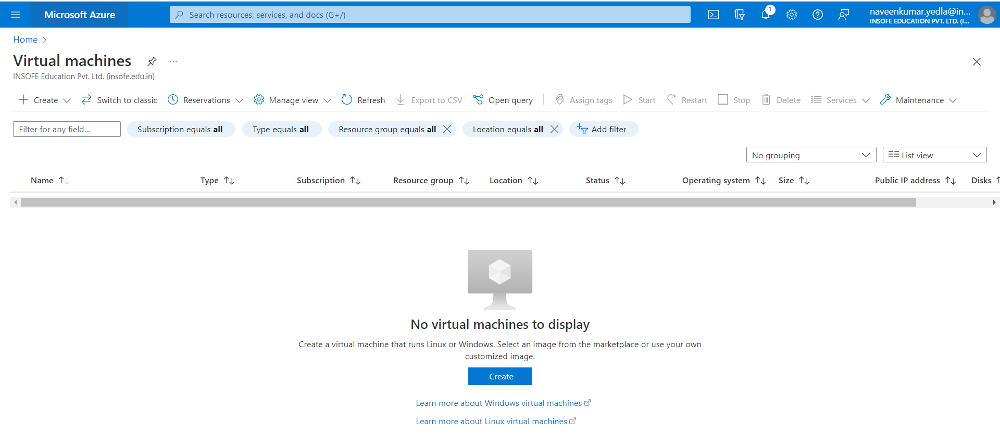 Microsoft Azure
Search resources, services, and docs (G+/)
1
naveenkumar.yedla@in...
INSOFE EDUCATION PVT. LTD. (I...
Home
Virtual machines
...
INSOFE Education Pvt. Ltd. (insofe.edu.in)
Create Switch to classic Reservations Manage view Refresh Export to CSV Open query Assign tags Start Restart Stop Delete Services Maintenance
Filter for any field... Subscription equals all Type equals all Resource group equals all Location equals all Add filter
No grouping List view
Name Type Subscription Resource group Location Status Operating system Size Public IP address Disks
No virtual machines to display
Create a virtual machine that runs Linux or Windows. Select an image from the marketplace or use your own
customized image.
Create
Learn more about Windows virtual machines
Learn more about Linux virtual machines